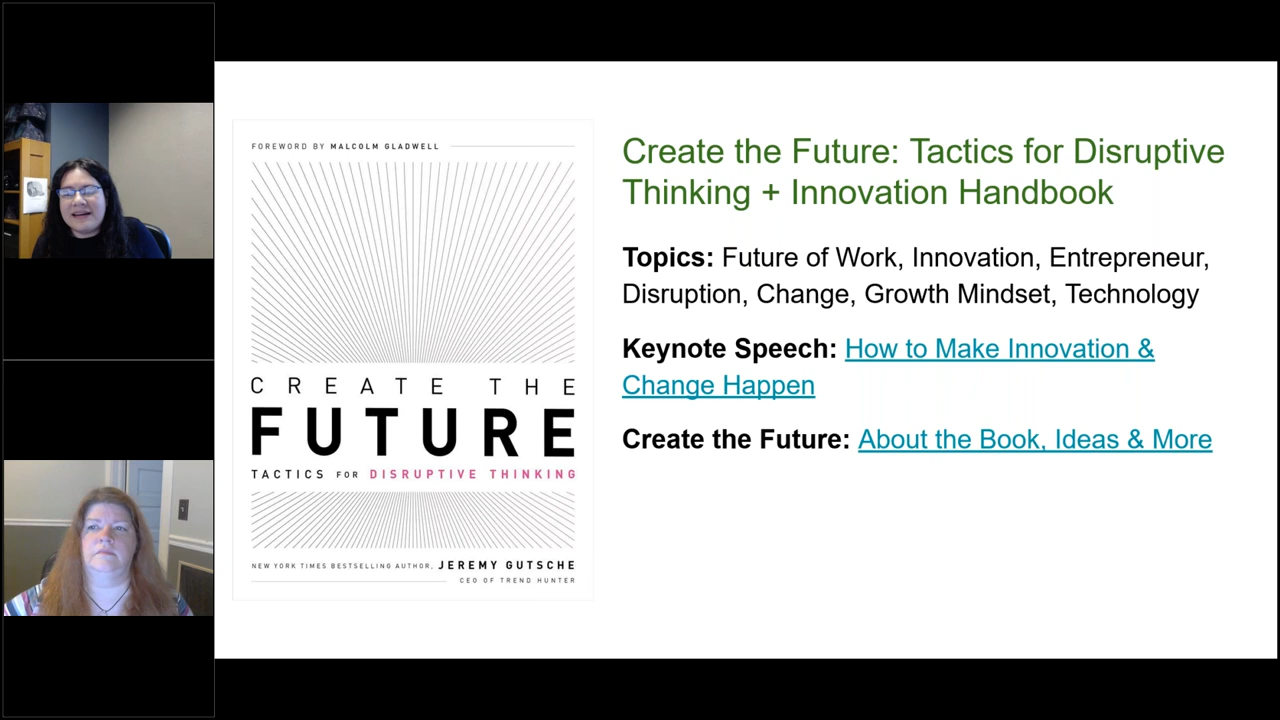 FOREWORD BY MALCOLM GLADWELL
CREATE THE
FUTURE
TACTICS FOR DISRUPTIVE THINKING
NEW YORK TIMES BESTSELLING AUTHOR, JEREMY GUTSCHE
CEO OF TREND HUNTER
Create the Future: Tactics for Disruptive
Thinking + Innovation Handbook
Topics: Future of Work, Innovation, Entrepreneur,
Disruption, Change, Growth Mindset, Technology
Keynote Speech: How to Make Innovation &
Change Happen
Create the Future: About the Book, Ideas & More